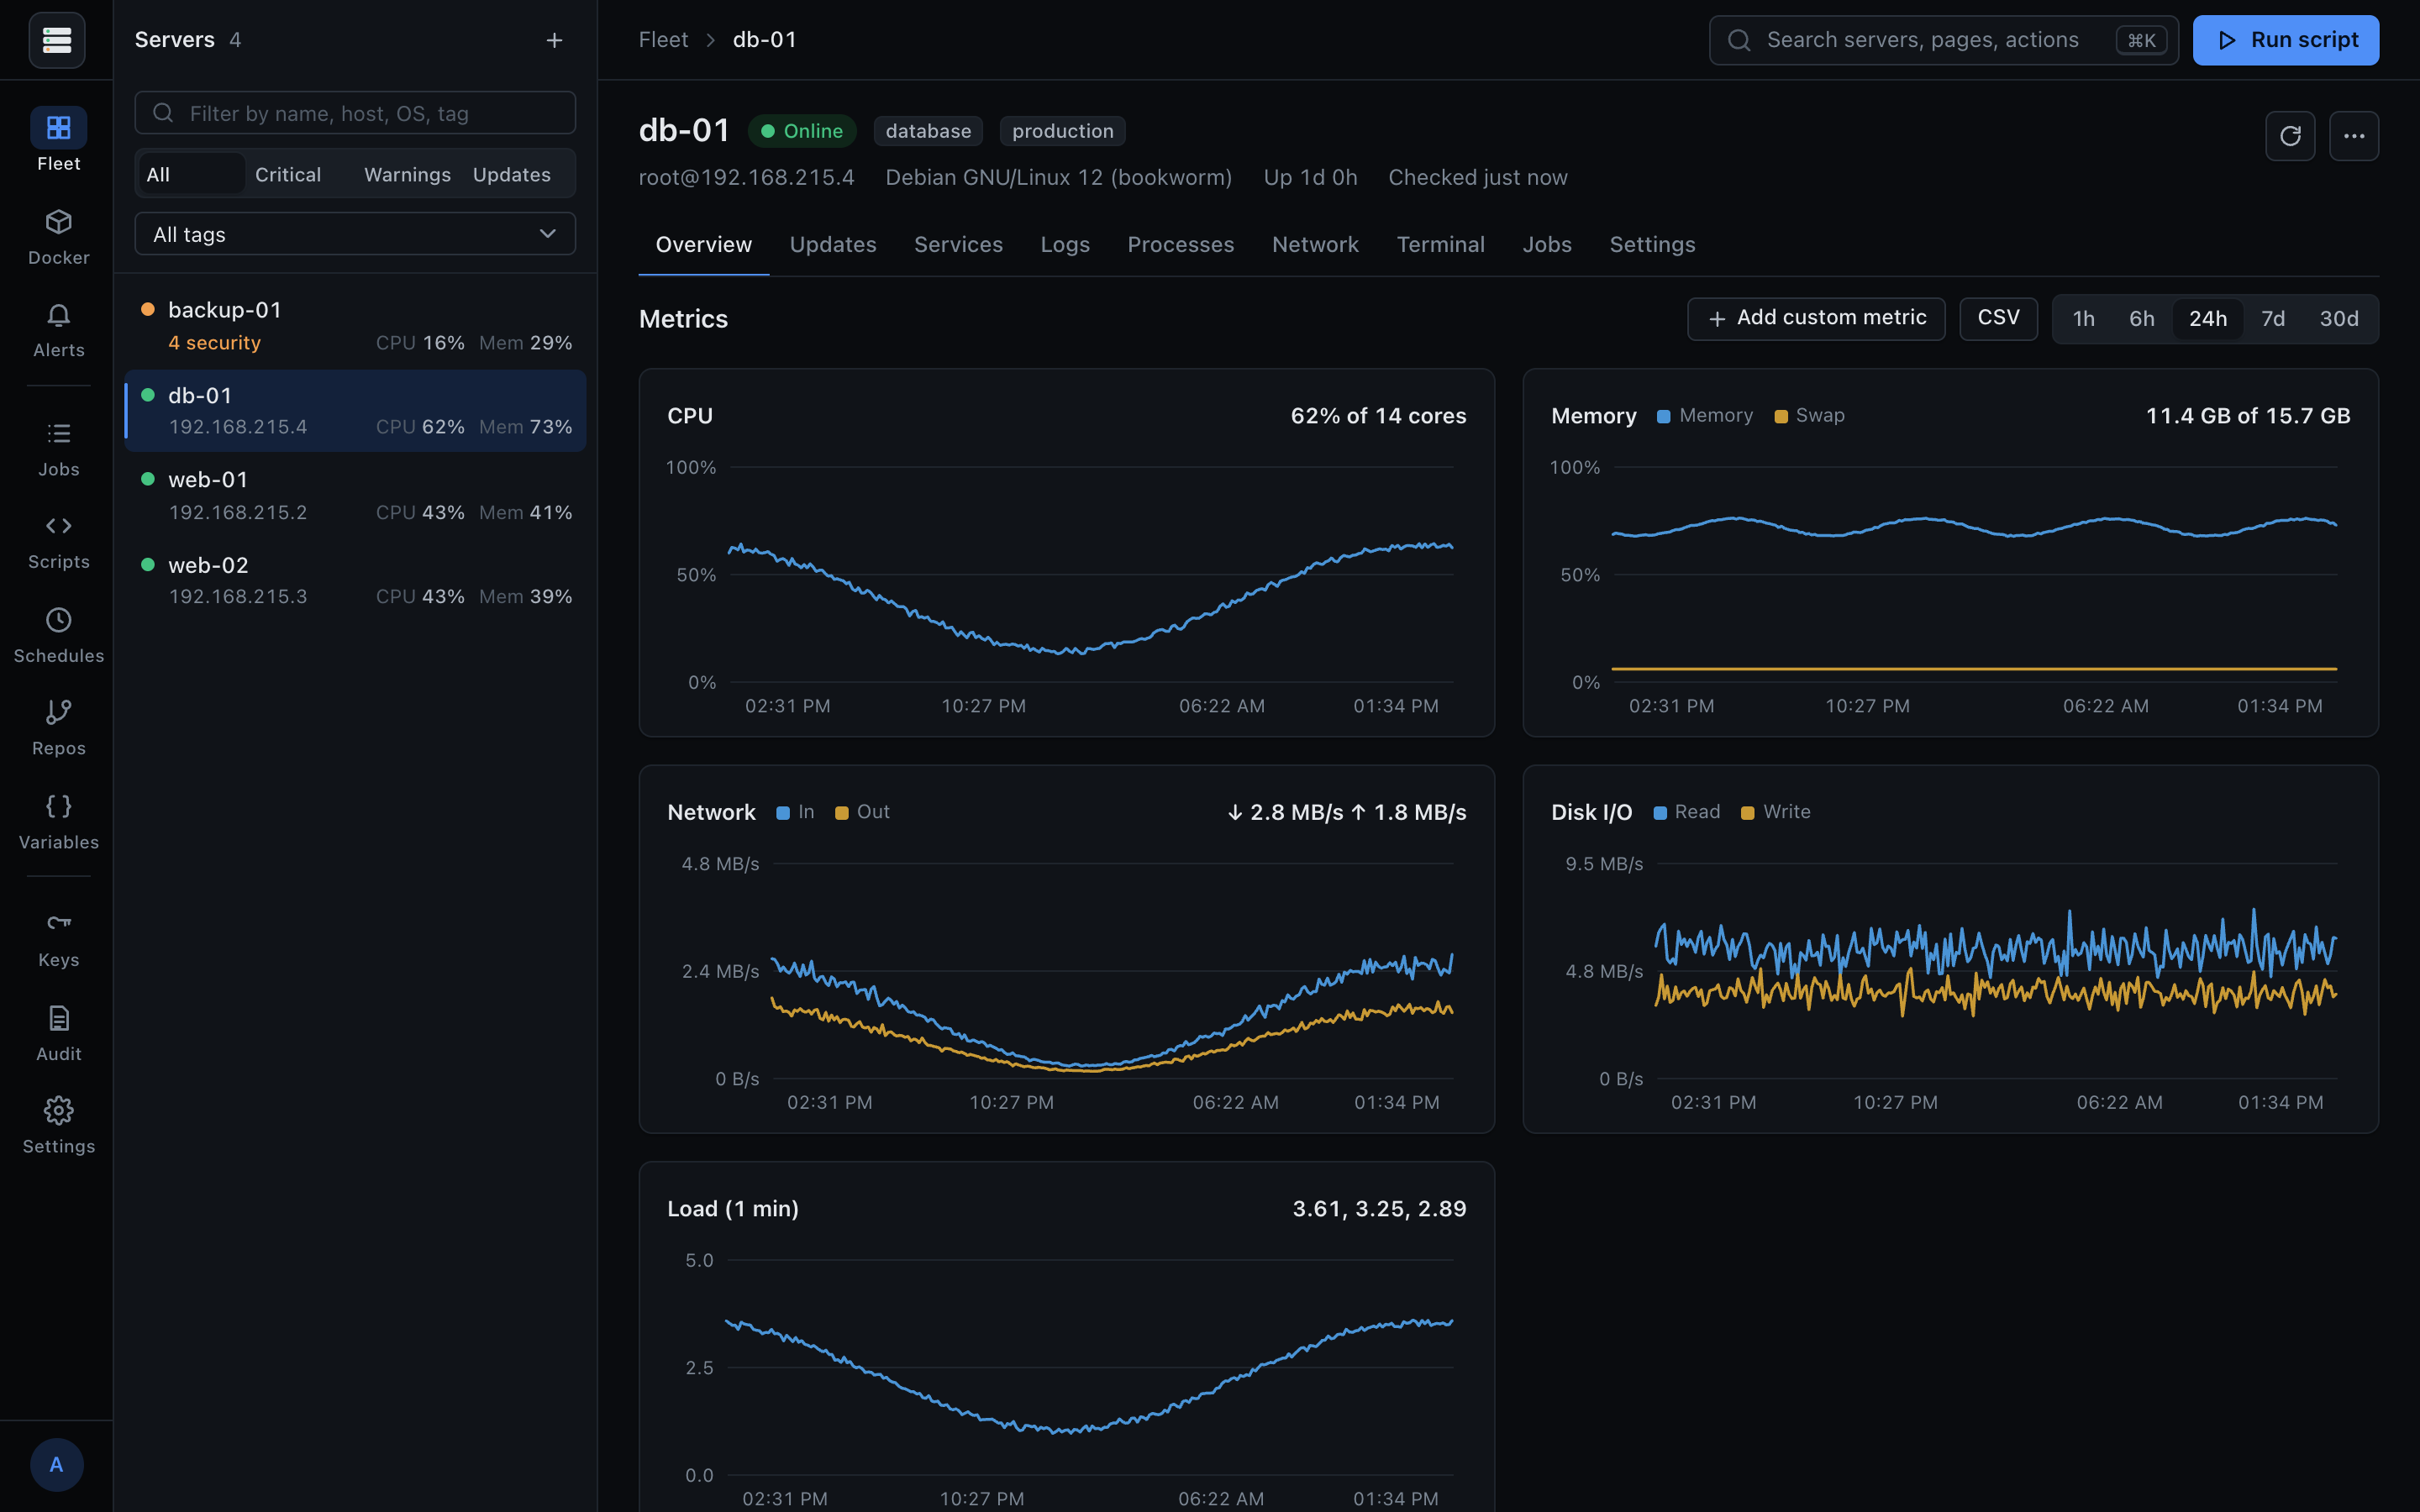 Servers 4
Fleet > db-01
Search servers, pages, actions ⌘K
Run script
Fleet
Docker
Alerts
Jobs
Scripts
Schedules
Repos
Variables
Keys
Audit
Settings
A
Filter by name, host, OS, tag
All Critical Warnings Updates
All tags
backup-01
4 security CPU 16% Mem 29%
db-01
192.168.215.4 CPU 62% Mem 73%
web-01
192.168.215.2 CPU 43% Mem 41%
web-02
192.168.215.3 CPU 43% Mem 39%
db-01 Online database production
root@192.168.215.4 Debian GNU/Linux 12 (bookworm) Up 1d 0h Checked just now
Overview Updates Services Logs Processes Network Terminal Jobs Settings
Metrics
+ Add custom metric CSV 1h 6h 24h 7d 30d
CPU 62% of 14 cores
100%
50%
0%
02:31 PM 10:27 PM 06:22 AM 01:34 PM
Memory Memory Swap 11.4 GB of 15.7 GB
100%
50%
0%
02:31 PM 10:27 PM 06:22 AM 01:34 PM
Network In Out ↓ 2.8 MB/s ↑ 1.8 MB/s
4.8 MB/s
2.4 MB/s
0 B/s
02:31 PM 10:27 PM 06:22 AM 01:34 PM
Disk I/O Read Write
9.5 MB/s
4.8 MB/s
0 B/s
02:31 PM 10:27 PM 06:22 AM 01:34 PM
Load (1 min) 3.61, 3.25, 2.89
5.0
2.5
0.0
02:31 PM 10:27 PM 06:22 AM 01:34 PM